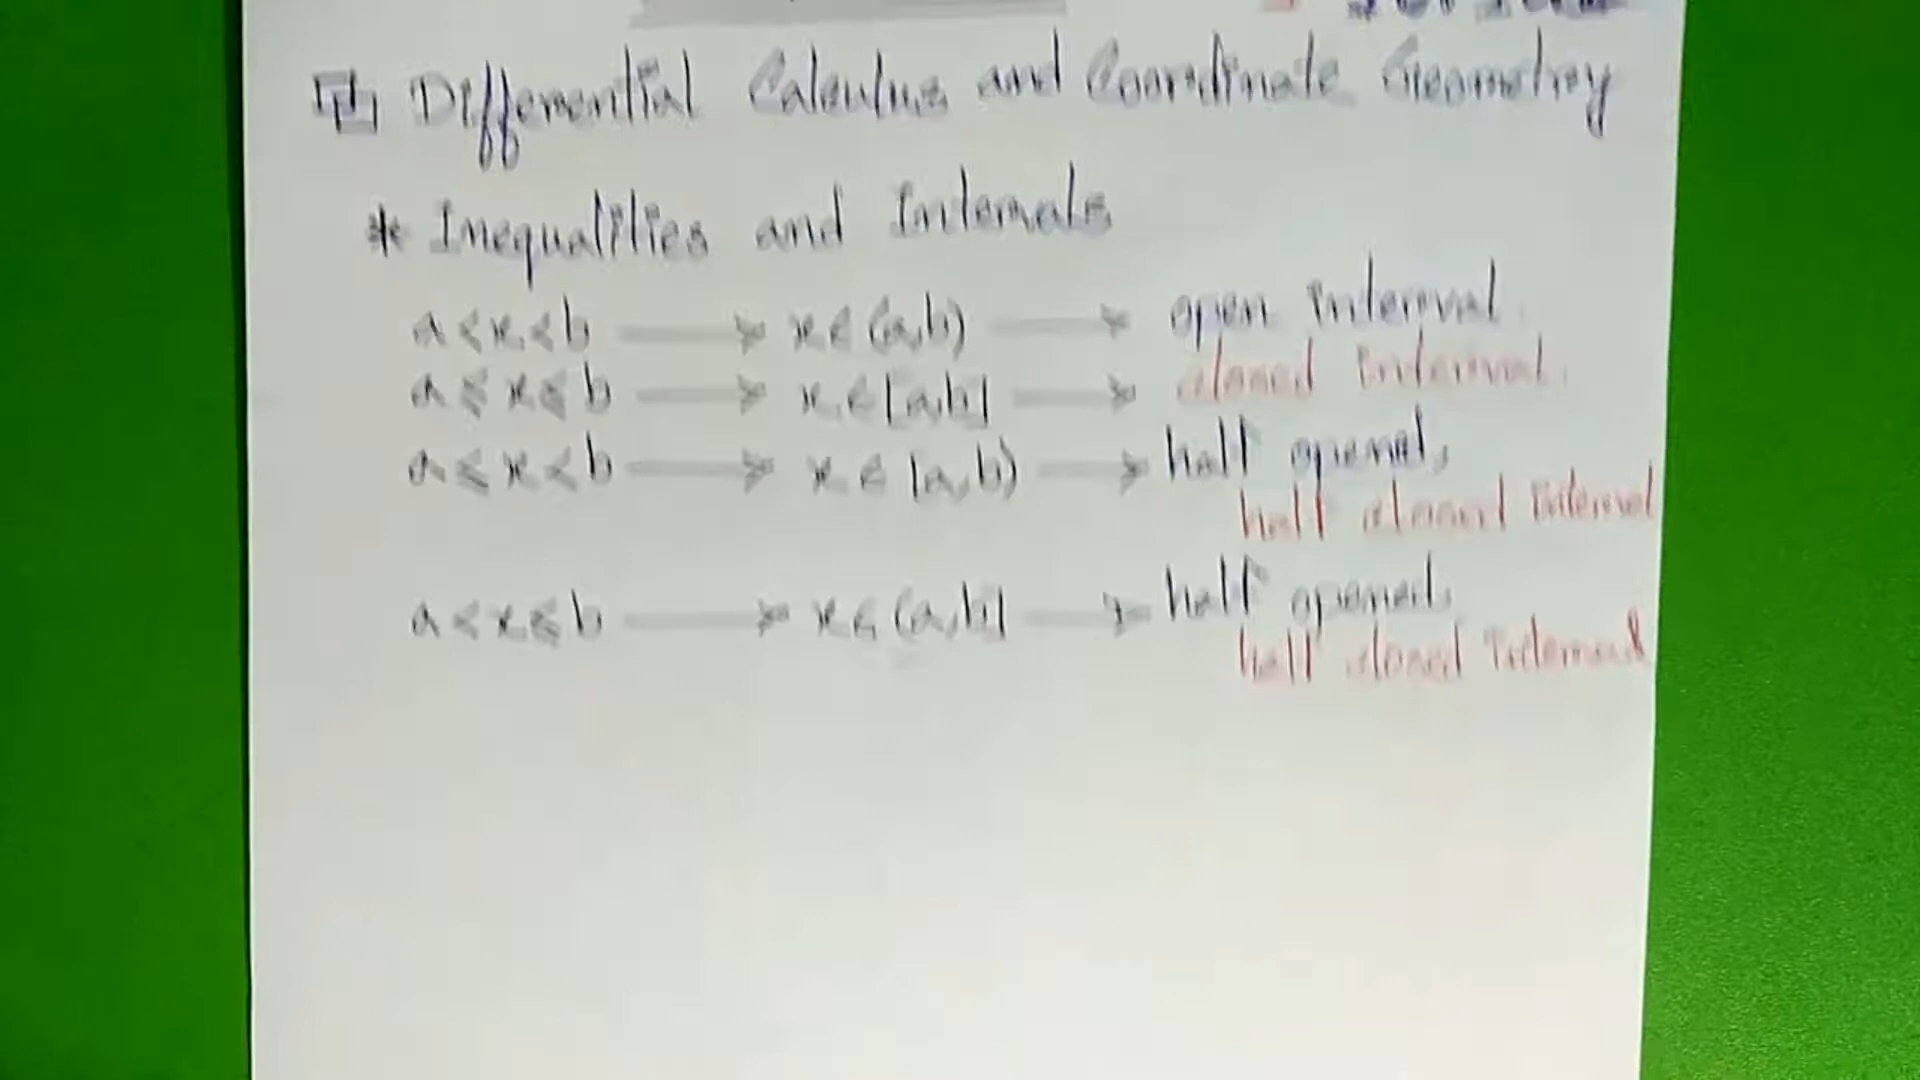 Differential Calculus and Coordinate Geometry
* Inequalities and Intervals
a < x < b → x ∈ (a,b) → open interval
a ≤ x ≤ b → x ∈ [a,b] → closed interval
a ≤ x < b → x ∈ [a,b) → half opened,
half closed interval
a < x ≤ b → x ∈ (a,b] → half opened,
half closed interval